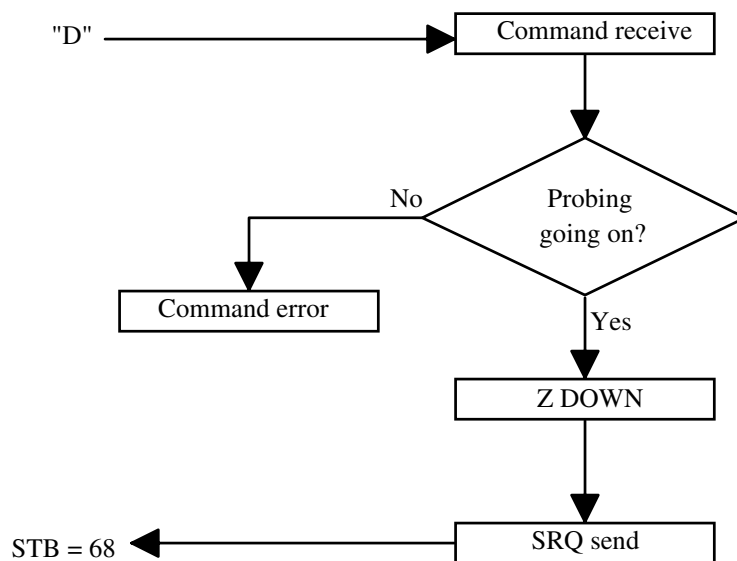 "D"
Command receive
No
Probing
going on?
Command error
Yes
Z DOWN
SRQ send
STB = 68